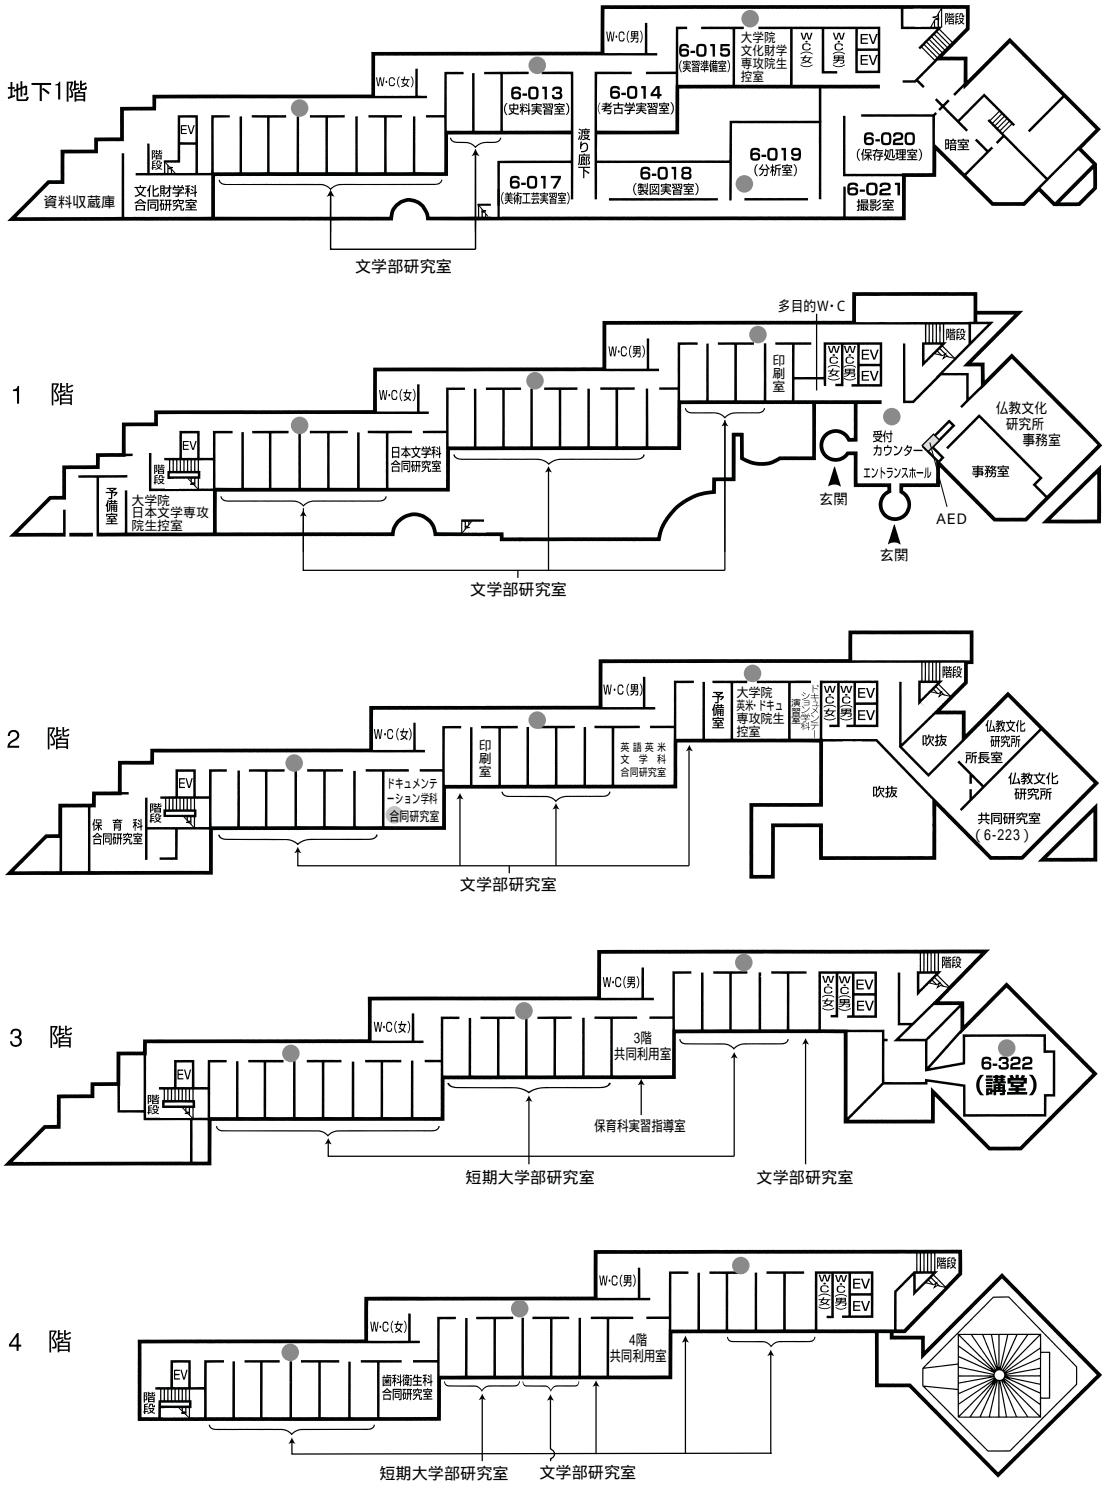 地下1階
W・C(女)
W・C(男)
6-015
(実習準備室)
大学院
文化財学
専攻院生
控室
W・C(女)
W・C(男)
EV
EV
階段
EV
階段
6-013
(史料実習室)
渡り廊下
6-014
(考古学実習室)
6-017
(美術工芸実習室)
6-018
(製図実習室)
6-019
(分析室)
6-020
(保存処理室)
6-021
撮影室
暗室
資料収蔵庫
文化財学科
合同研究室
文学部研究室
1 階
多目的W・C
W・C(女)
W・C(男)
印刷室
W・C(女)
W・C(男)
EV
EV
階段
EV
階段
日本文学科
合同研究室
予備室
大学院
日本文学専攻
院生控室
受付
カウンター
エントランスホール
玄関
玄関
AED
仏教文化
研究所
事務室
事務室
文学部研究室
2 階
W・C(女)
W・C(男)
予備室
大学院
英米・ドキュ
専攻院生
控室
ドキュメンテー
ション学科
演習室
W・C(女)
W・C(男)
EV
EV
階段
EV
階段
保育科
合同研究室
ドキュメンテ
ーション学科
合同研究室
印刷室
英語英米
文学科
合同研究室
吹抜
吹抜
仏教文化
研究所
所長室
仏教文化
研究所
共同研究室
(6-223)
文学部研究室
3 階
W・C(女)
W・C(男)
W・C(女)
W・C(男)
EV
EV
階段
EV
階段
3階
共同利用室
6-322
(講堂)
保育科実習指導室
短期大学部研究室
文学部研究室
4 階
W・C(女)
W・C(男)
W・C(女)
W・C(男)
EV
EV
階段
EV
階段
歯科衛生科
合同研究室
4階
共同利用室
短期大学部研究室
文学部研究室